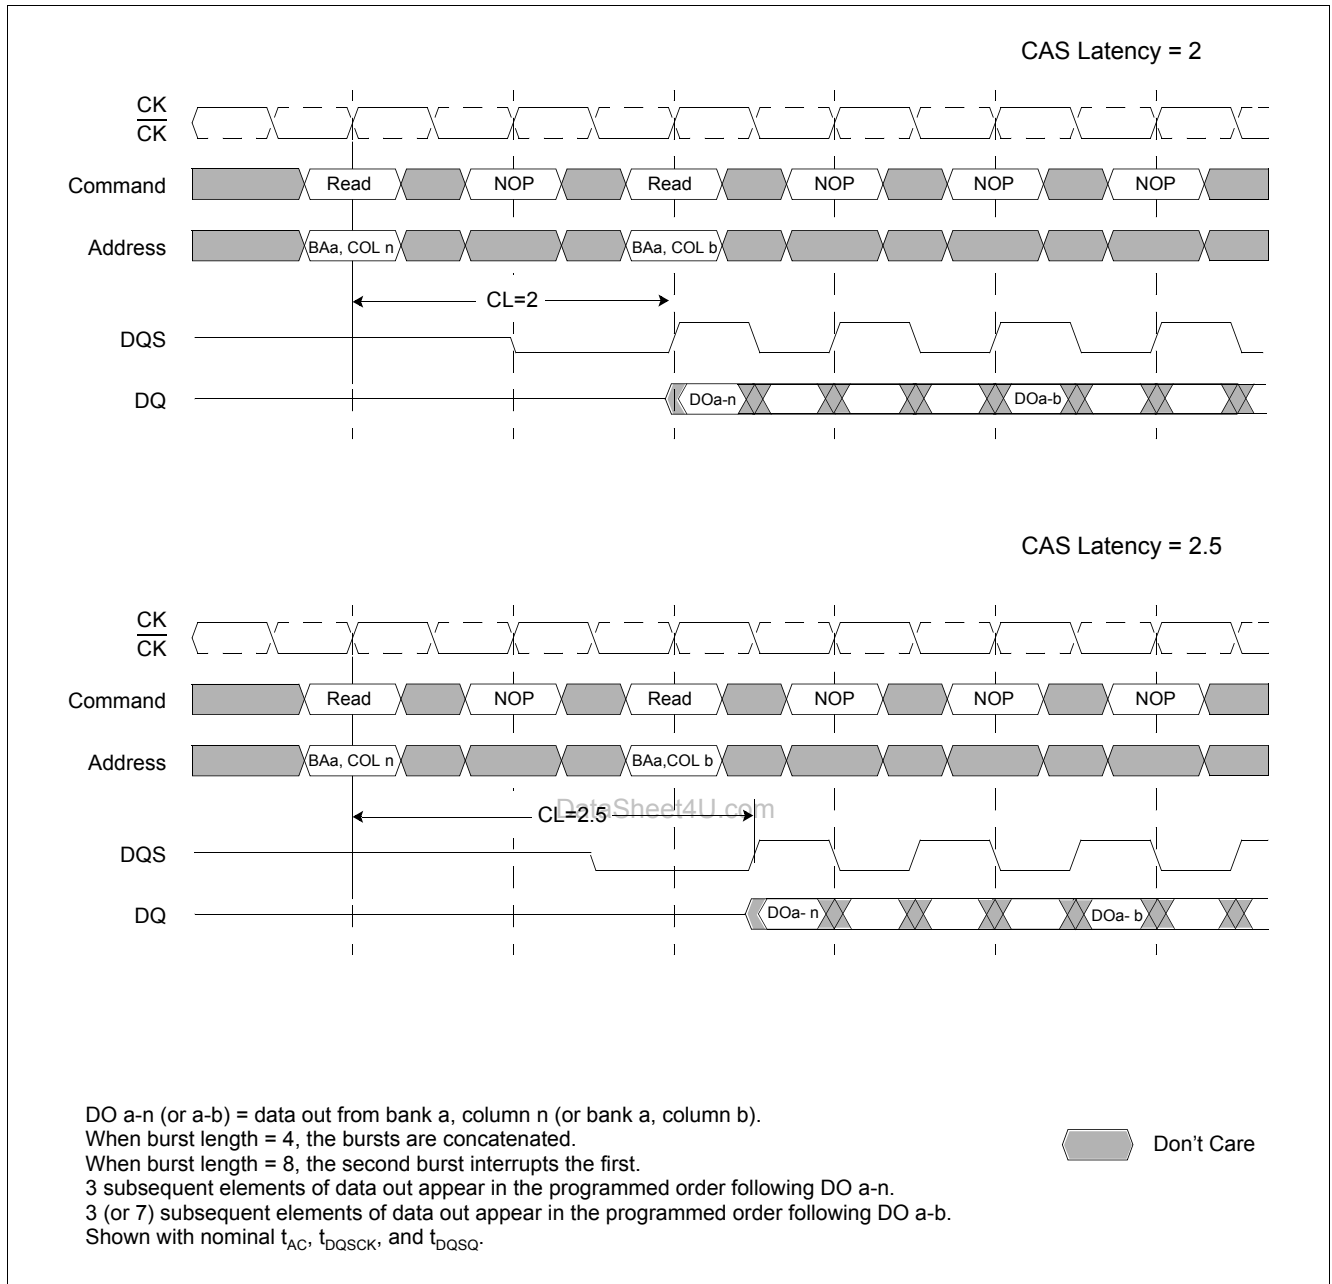 CAS Latency = 2
CK
CK
Command Read NOP Read NOP NOP NOP
Address BAa, COL n BAa, COL b
CL=2
DQS
DQ DOa-n DOa-b
CAS Latency = 2.5
CK
CK
Command Read NOP Read NOP NOP NOP
Address BAa, COL n BAa,COL b
DataSheet4U.com
CL=2.5
DQS
DQ DOa- n DOa- b
DO a-n (or a-b) = data out from bank a, column n (or bank a, column b).
When burst length = 4, the bursts are concatenated.
When burst length = 8, the second burst interrupts the first.
3 subsequent elements of data out appear in the programmed order following DO a-n.
3 (or 7) subsequent elements of data out appear in the programmed order following DO a-b.
Shown with nominal tAC, tDQSCK, and tDQSQ.
Don't Care